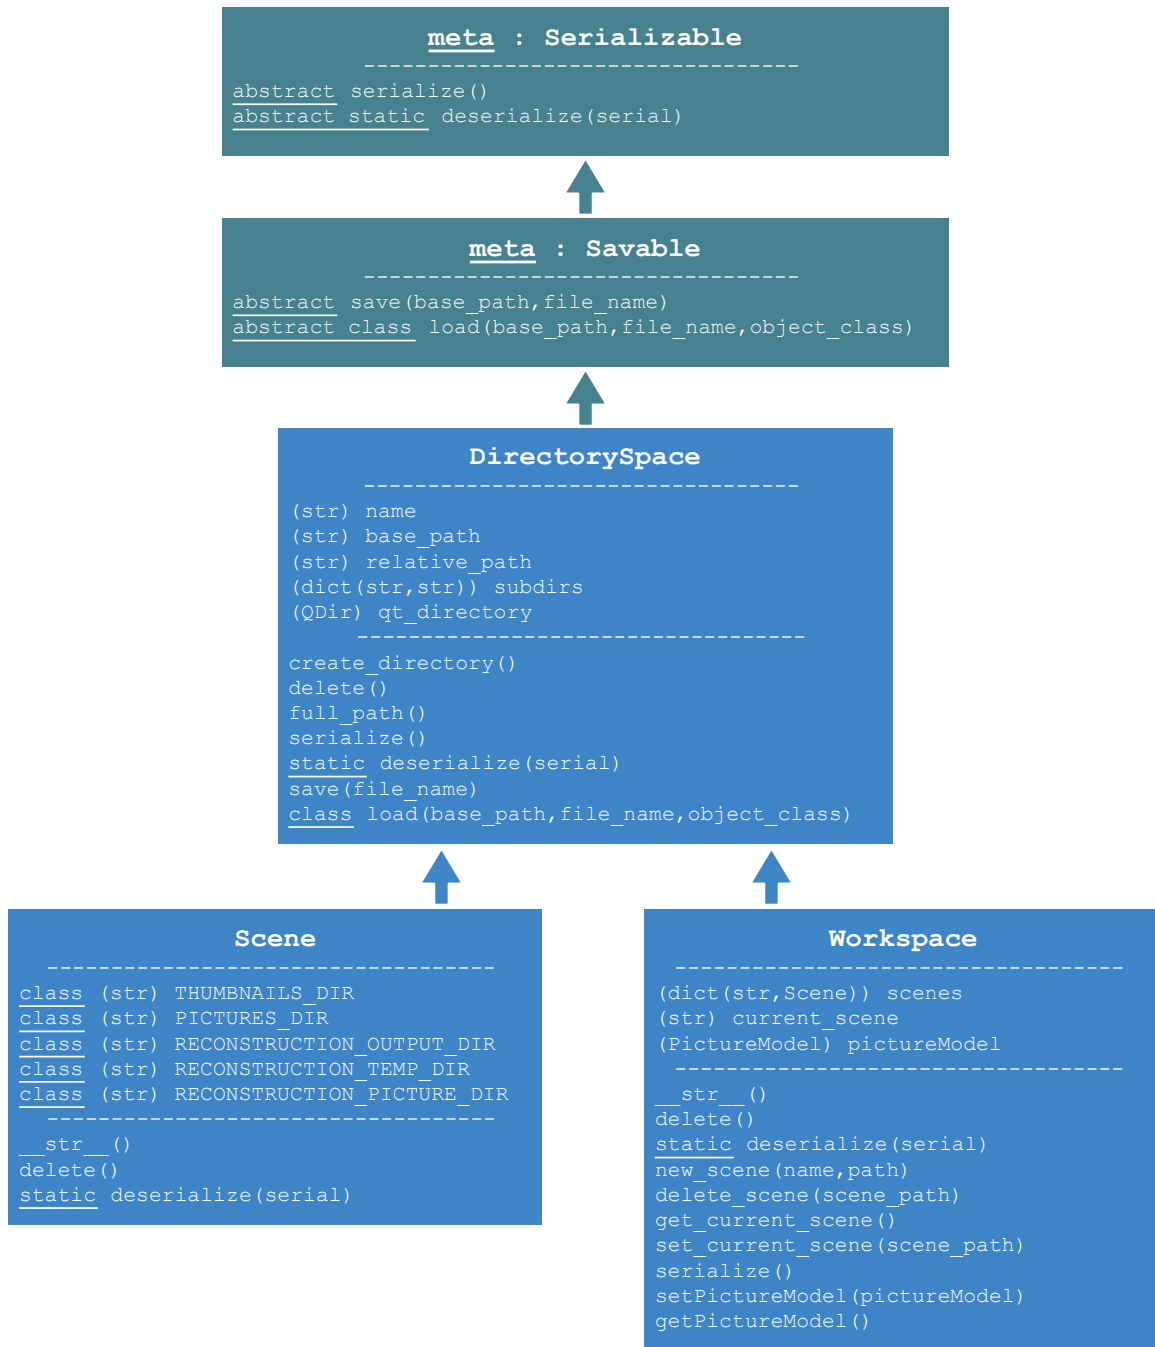 meta : Serializable
----------------------------------
abstract serialize()
abstract static deserialize(serial)
meta : Savable
----------------------------------
abstract save(base_path,file_name)
abstract class load(base_path,file_name,object_class)
DirectorySpace
----------------------------------
(str) name
(str) base_path
(str) relative_path
(dict(str,str)) subdirs
(QDir) qt_directory
-----------------------------------
create_directory()
delete()
full_path()
serialize()
static deserialize(serial)
save(file_name)
class load(base_path,file_name,object_class)
Scene
-----------------------------------
class (str) THUMBNAILS_DIR
class (str) PICTURES_DIR
class (str) RECONSTRUCTION_OUTPUT_DIR
class (str) RECONSTRUCTION_TEMP_DIR
class (str) RECONSTRUCTION_PICTURE_DIR
-----------------------------------
__str__()
delete()
static deserialize(serial)
Workspace
-----------------------------------
(dict(str,Scene)) scenes
(str) current_scene
(PictureModel) pictureModel
-----------------------------------
__str__()
delete()
static deserialize(serial)
new_scene(name,path)
delete_scene(scene_path)
get_current_scene()
set_current_scene(scene_path)
serialize()
setPictureModel(pictureModel)
getPictureModel()